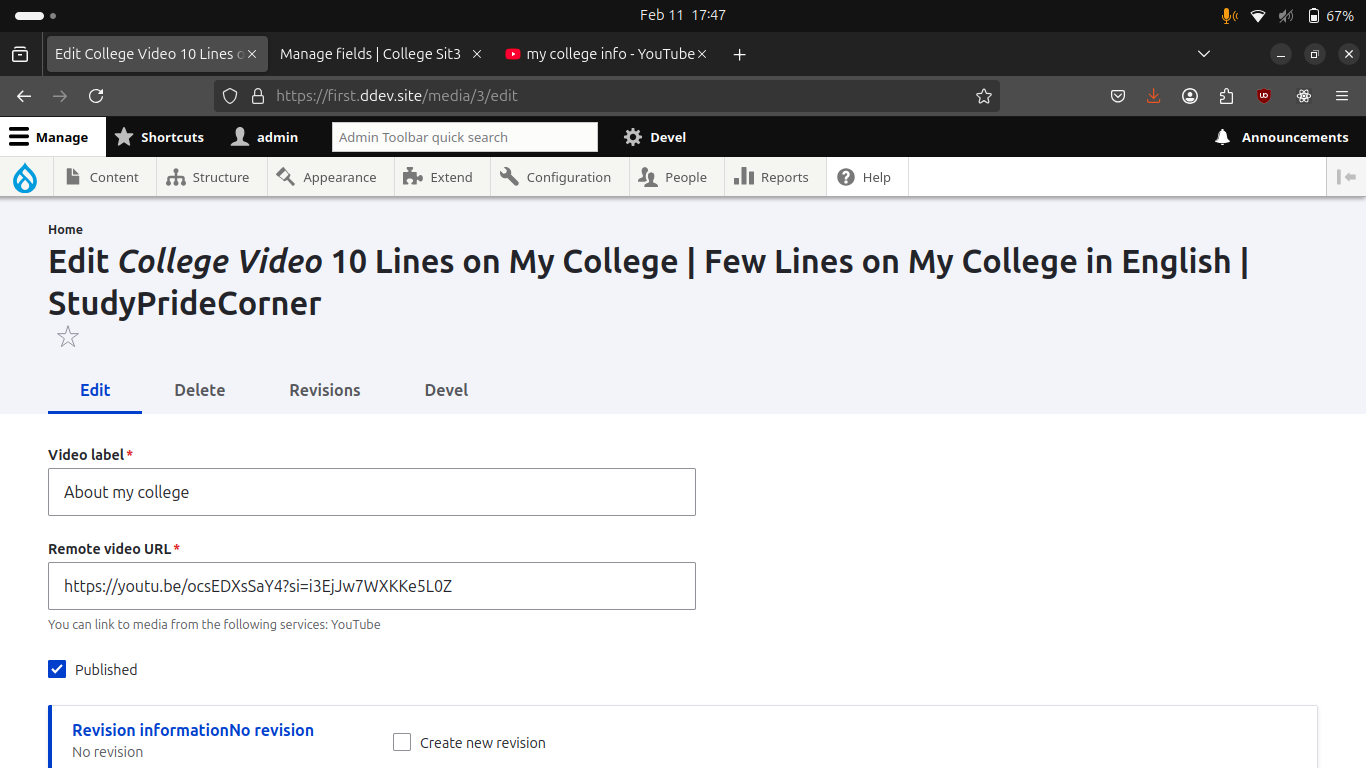 Feb 11 17:47
67%
Edit College Video 10 Lines o
Manage fields | College Sit3
my college info - YouTube
https://first.ddev.site/media/3/edit
Manage
Shortcuts
admin
Admin Toolbar quick search
Devel
Announcements
Content
Structure
Appearance
Extend
Configuration
People
Reports
Help
Home
Edit College Video 10 Lines on My College | Few Lines on My College in English |
StudyPrideCorner
Edit
Delete
Revisions
Devel
Video label*
About my college
Remote video URL*
https://youtu.be/ocsEDXsSaY4?si=i3EjJw7WXKKe5L0Z
You can link to media from the following services: YouTube
Published
Revision informationNo revision
No revision
Create new revision